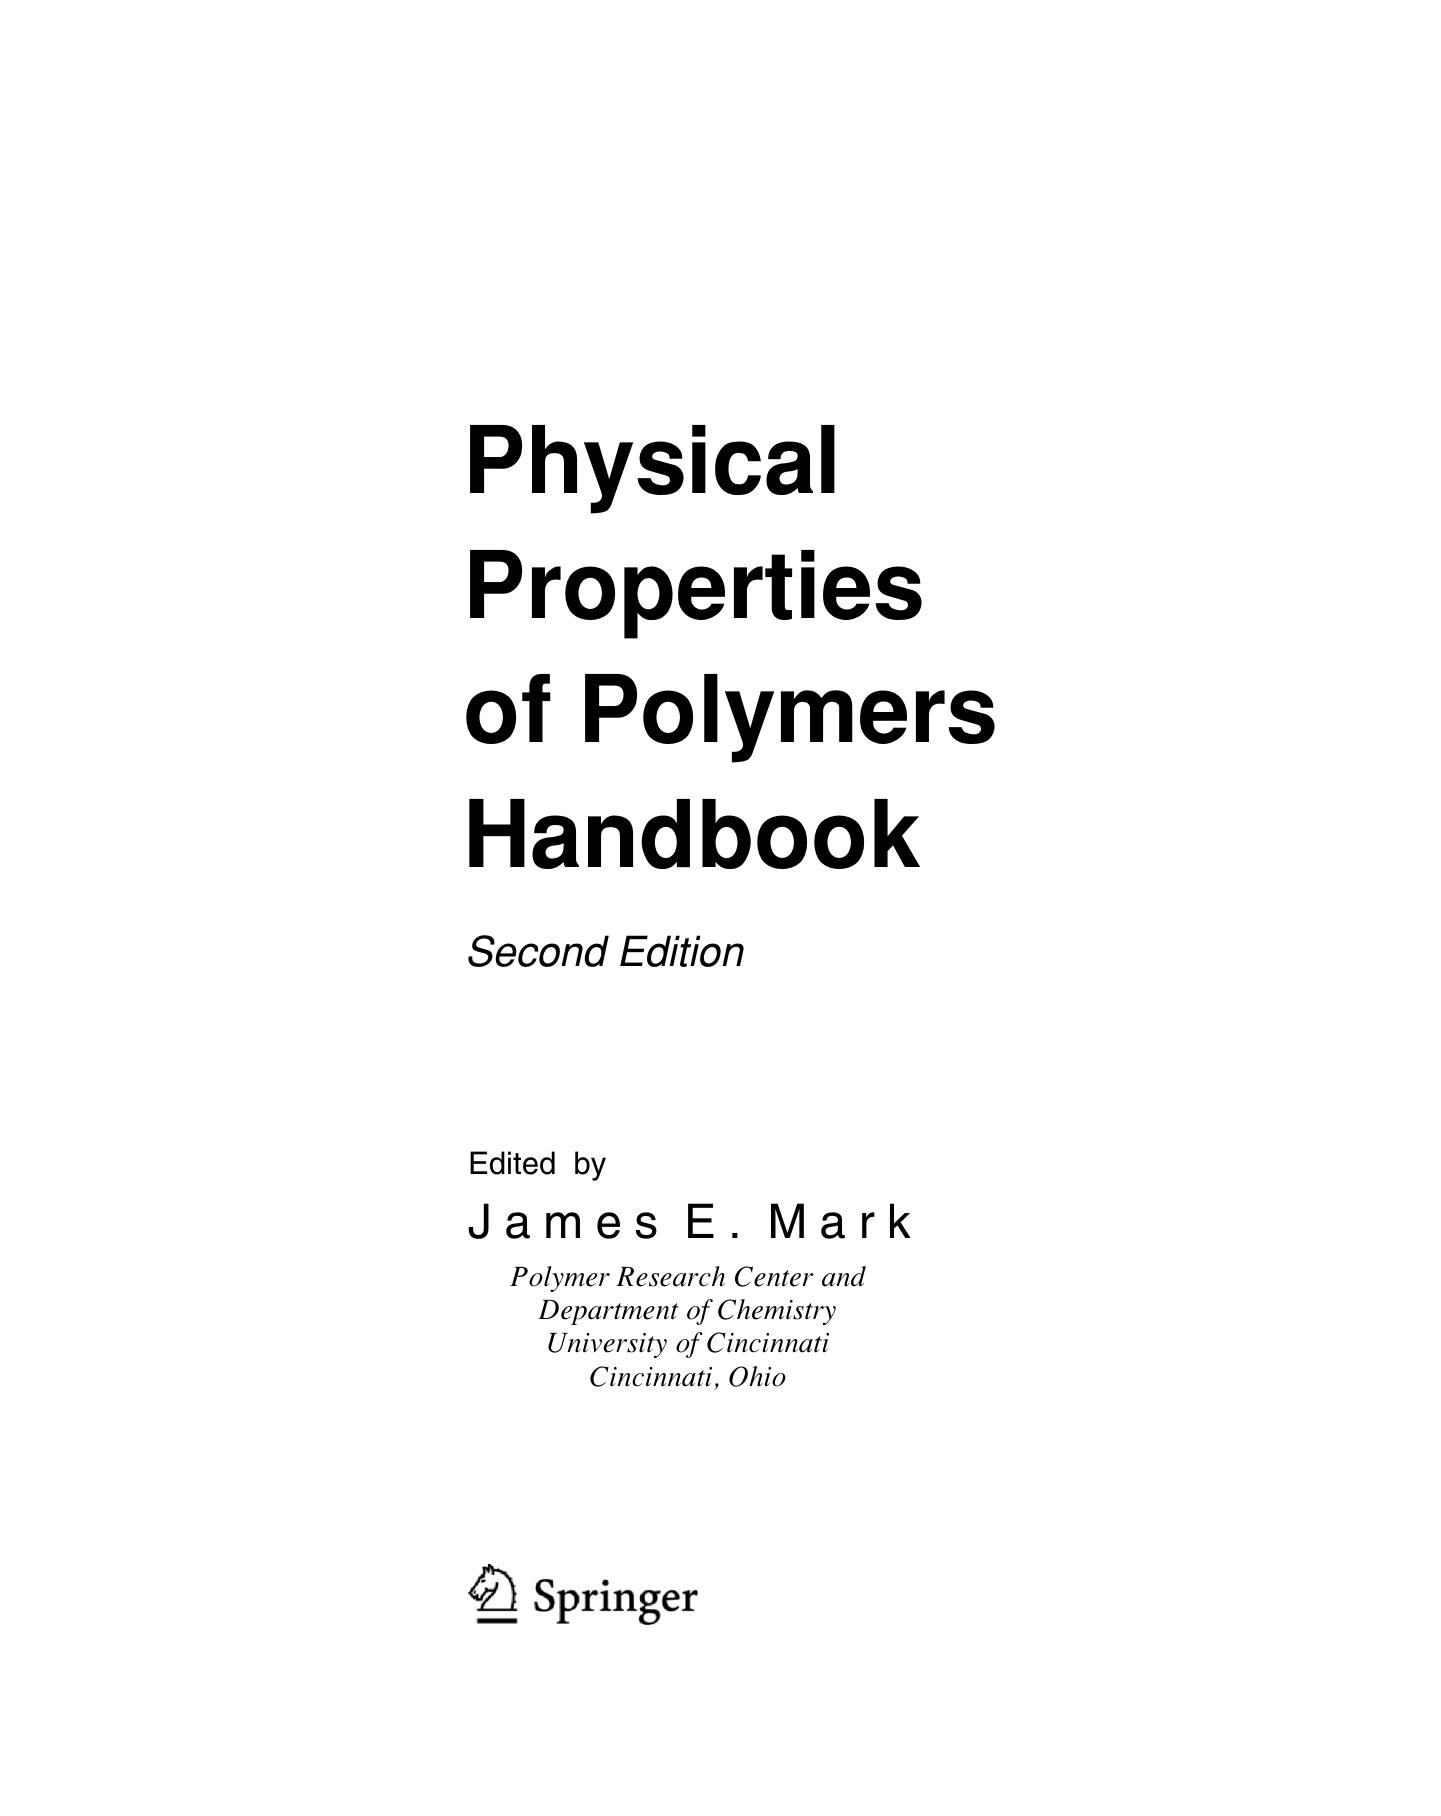 Physical
Properties
of Polymers
Handbook
Second Edition
Edited by
James E. Mark
Polymer Research Center and
Department of Chemistry
University of Cincinnati
Cincinnati, Ohio
Springer